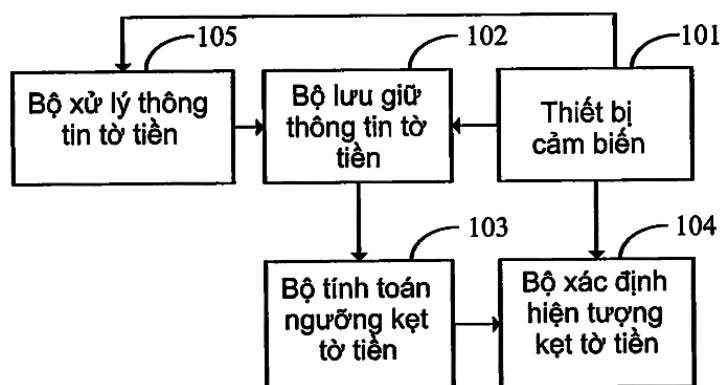 105
102
101
Bộ xử lý thông
tin tờ tiền
Bộ lưu giữ
thông tin tờ
tiền
Thiết bị
cảm biến
103
104
Bộ tính toán
ngưỡng kẹt
tờ tiền
Bộ xác định
hiện tượng
kẹt tờ tiền